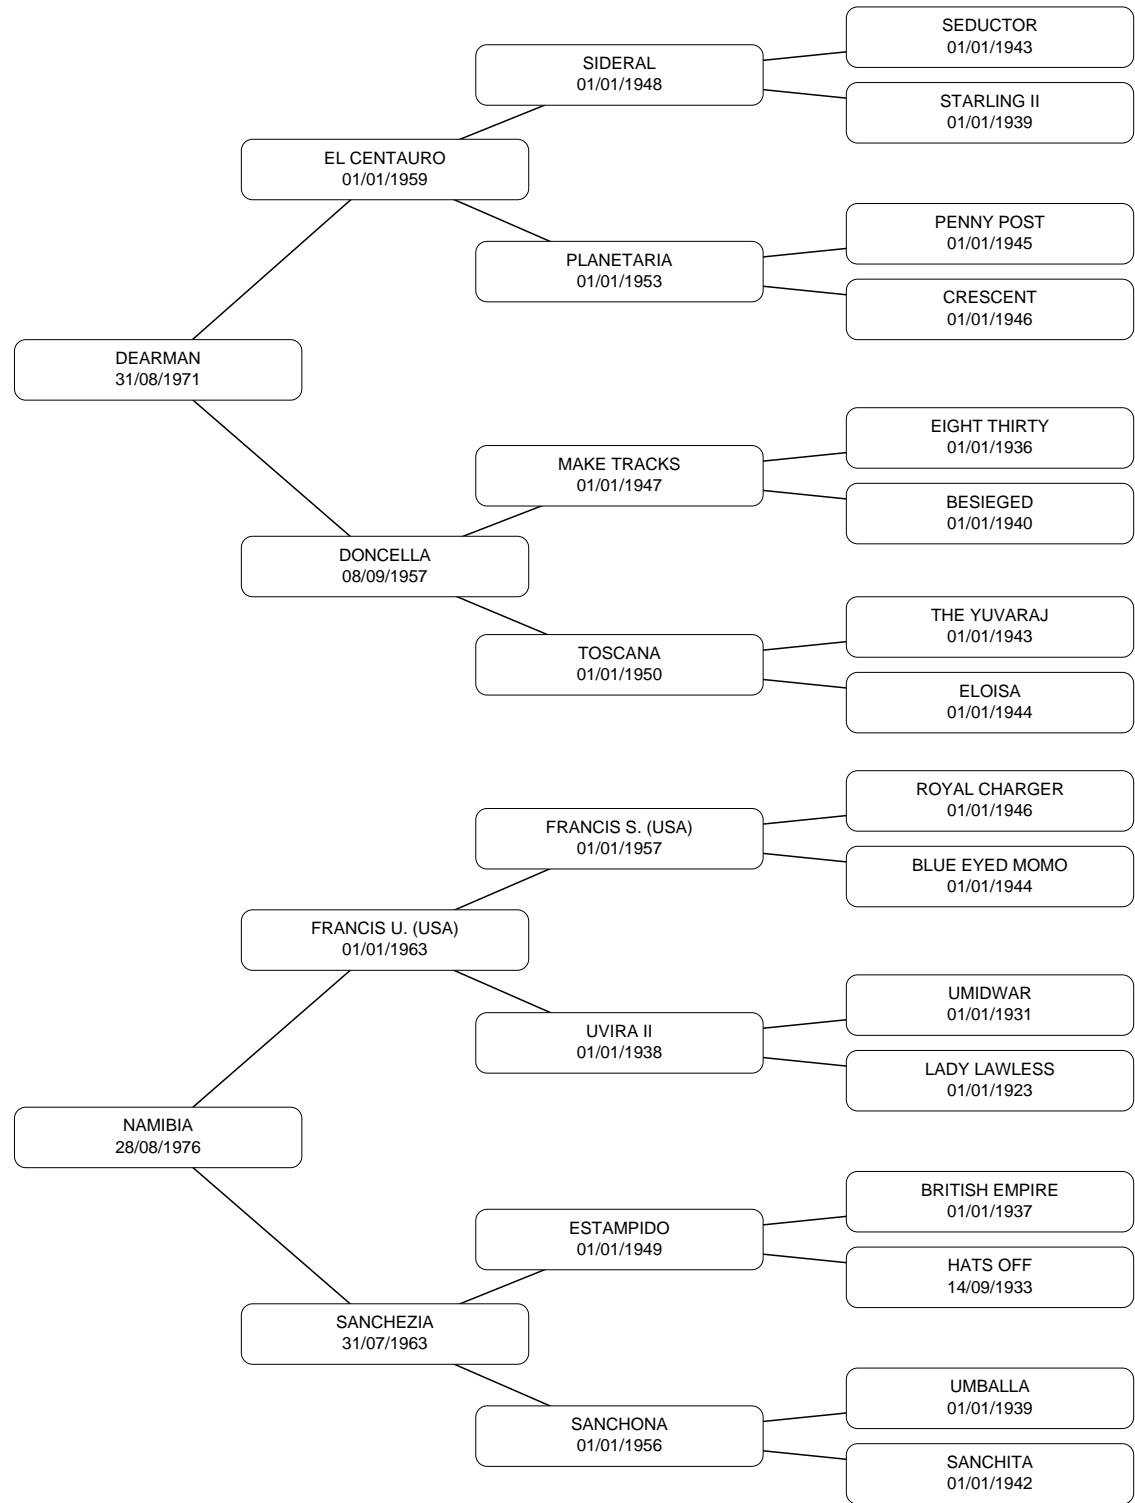 SEDUCTOR
01/01/1943
SIDERAL
01/01/1948
STARLING II
01/01/1939
EL CENTAURO
01/01/1959
PENNY POST
01/01/1945
PLANETARIA
01/01/1953
CRESCENT
01/01/1946
DEARMAN
31/08/1971
EIGHT THIRTY
01/01/1936
MAKE TRACKS
01/01/1947
BESIEGED
01/01/1940
DONCELLA
08/09/1957
THE YUVARAJ
01/01/1943
TOSCANA
01/01/1950
ELOISA
01/01/1944
ROYAL CHARGER
01/01/1946
FRANCIS S. (USA)
01/01/1957
BLUE EYED MOMO
01/01/1944
FRANCIS U. (USA)
01/01/1963
UMIDWAR
01/01/1931
UVIRA II
01/01/1938
LADY LAWLESS
01/01/1923
NAMIBIA
28/08/1976
BRITISH EMPIRE
01/01/1937
ESTAMPIDO
01/01/1949
HATS OFF
14/09/1933
SANCHEZIA
31/07/1963
UMBALLA
01/01/1939
SANCHONA
01/01/1956
SANCHITA
01/01/1942